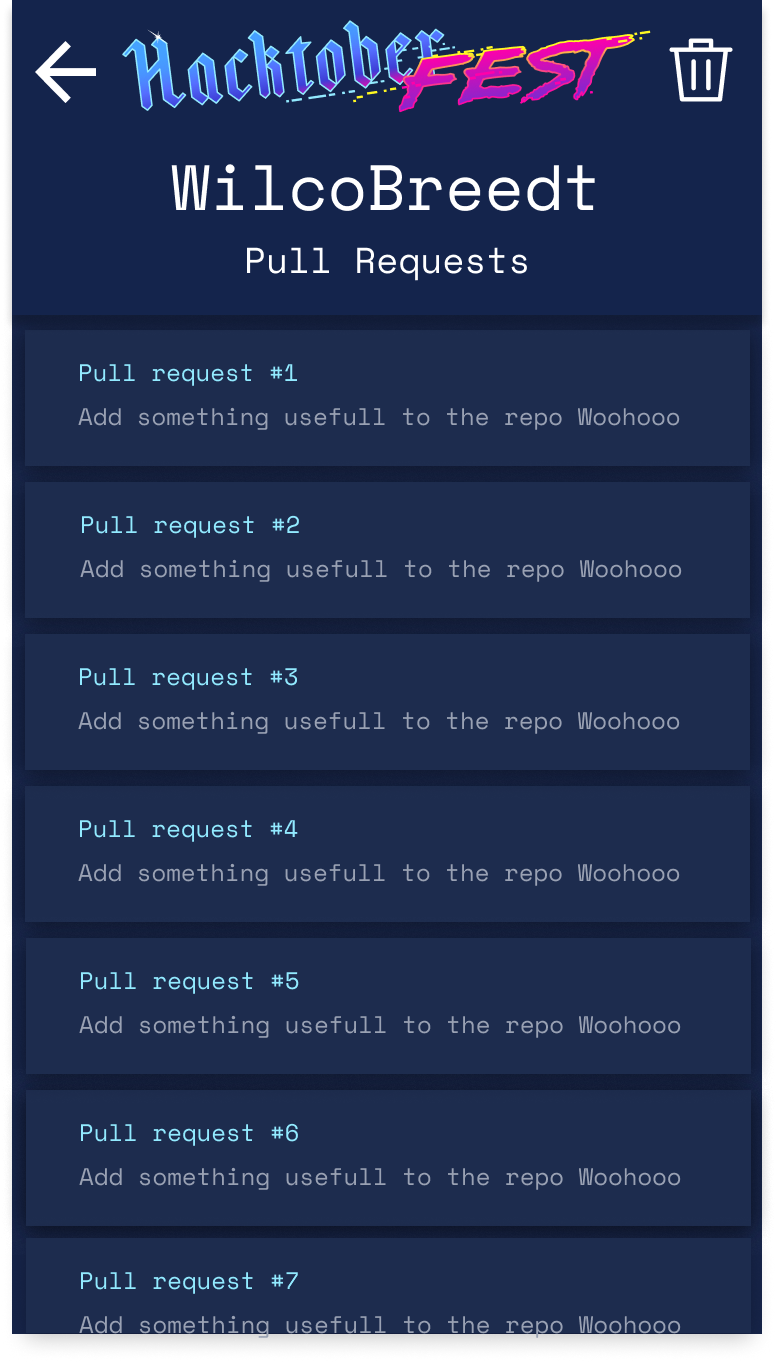 Hacktober FEST
WilcoBreedt
Pull Requests
Pull request #1
Add something usefull to the repo Woohooo
Pull request #2
Add something usefull to the repo Woohooo
Pull request #3
Add something usefull to the repo Woohooo
Pull request #4
Add something usefull to the repo Woohooo
Pull request #5
Add something usefull to the repo Woohooo
Pull request #6
Add something usefull to the repo Woohooo
Pull request #7
Add something usefull to the repo Woohooo